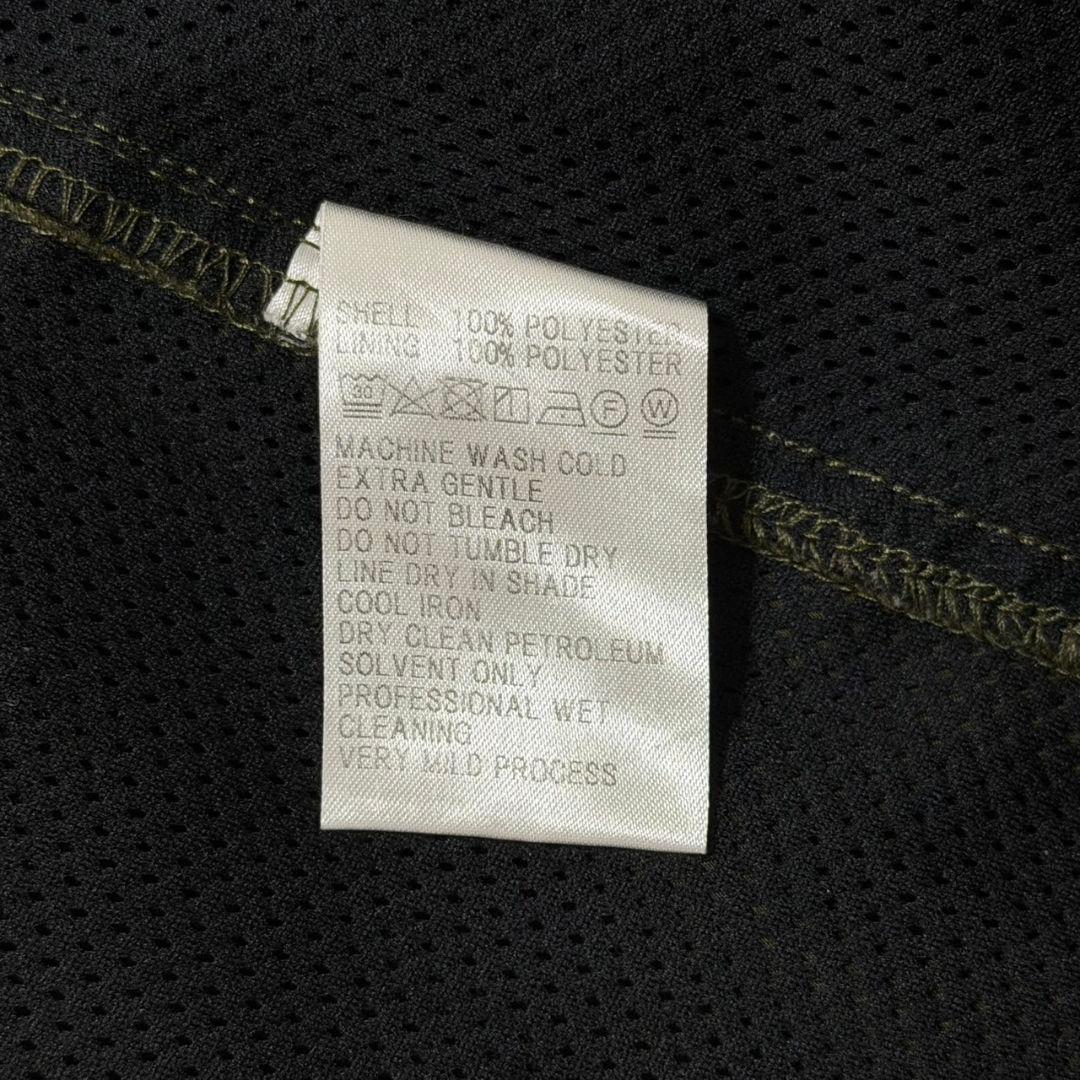 SHELL 100% POLYESTER
LINING 100% POLYESTER
30 F W
MACHINE WASH COLD
EXTRA GENTLE
DO NOT BLEACH
DO NOT TUMBLE DRY
LINE DRY IN SHADE
COOL IRON
DRY CLEAN PETROLEUM
SOLVENT ONLY
PROFESSIONAL WET
CLEANING
VERY MILD PROCESS